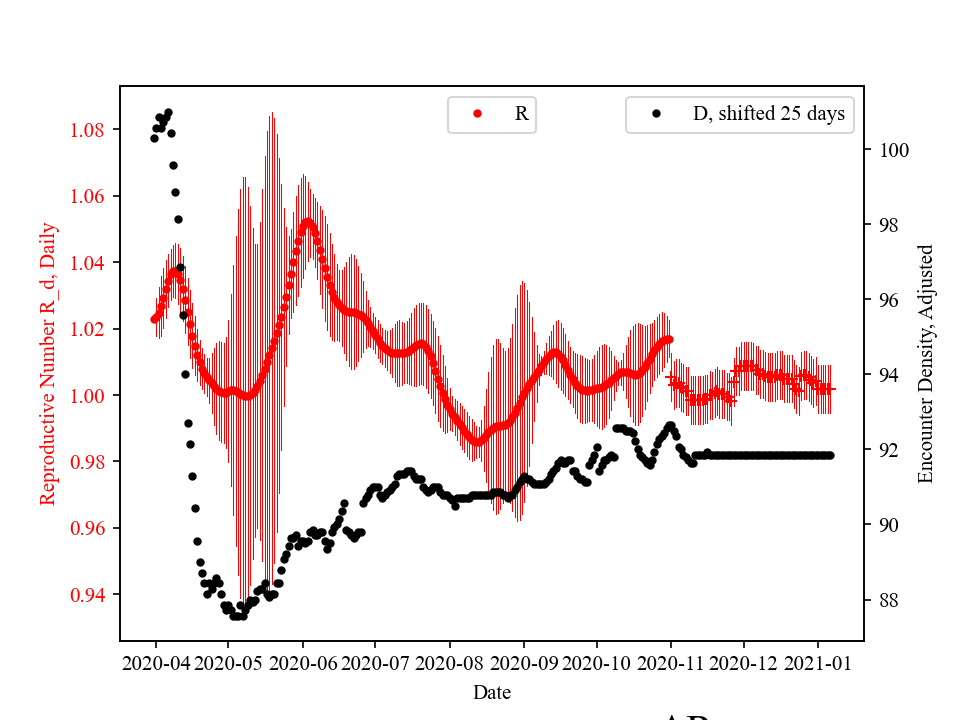 R
D, shifted 25 days
1.08
1.06
1.04
1.02
1.00
0.98
0.96
0.94
Reproductive Number R_d, Daily
100
98
96
94
92
90
88
Encounter Density, Adjusted
2020-04 2020-05 2020-06 2020-07 2020-08 2020-09 2020-10 2020-11 2020-12 2021-01
Date